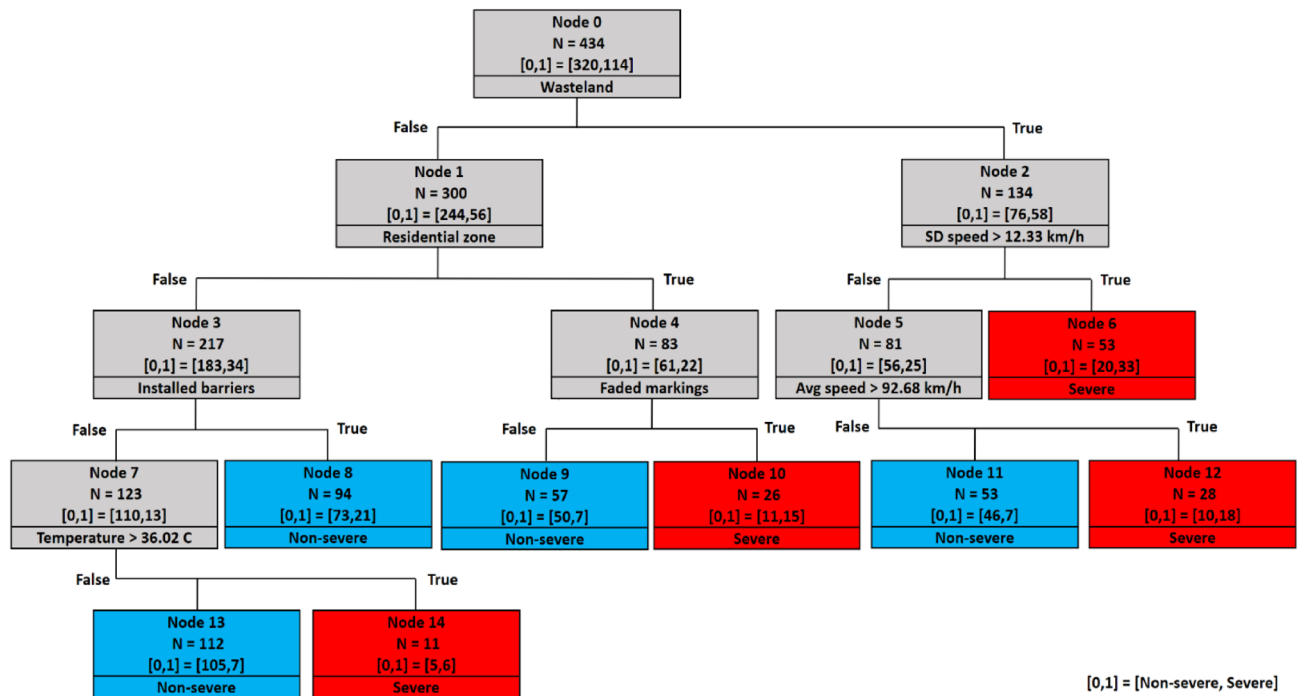 Node 0
N = 434
[0,1] = [320,114]
Wasteland
False
True
Node 1
N = 300
[0,1] = [244,56]
Residential zone
Node 2
N = 134
[0,1] = [76,58]
SD speed > 12.33 km/h
False
True
False
True
Node 3
N = 217
[0,1] = [183,34]
Installed barriers
Node 4
N = 83
[0,1] = [61,22]
Faded markings
Node 5
N = 81
[0,1] = [56,25]
Avg speed > 92.68 km/h
Node 6
N = 53
[0,1] = [20,33]
Severe
False
True
False
True
False
True
Node 7
N = 123
[0,1] = [110,13]
Temperature > 36.02 C
Node 8
N = 94
[0,1] = [73,21]
Non-severe
Node 9
N = 57
[0,1] = [50,7]
Non-severe
Node 10
N = 26
[0,1] = [11,15]
Severe
Node 11
N = 53
[0,1] = [46,7]
Non-severe
Node 12
N = 28
[0,1] = [10,18]
Severe
False
True
Node 13
N = 112
[0,1] = [105,7]
Non-severe
Node 14
N = 11
[0,1] = [5,6]
Severe
[0,1] = [Non-severe, Severe]